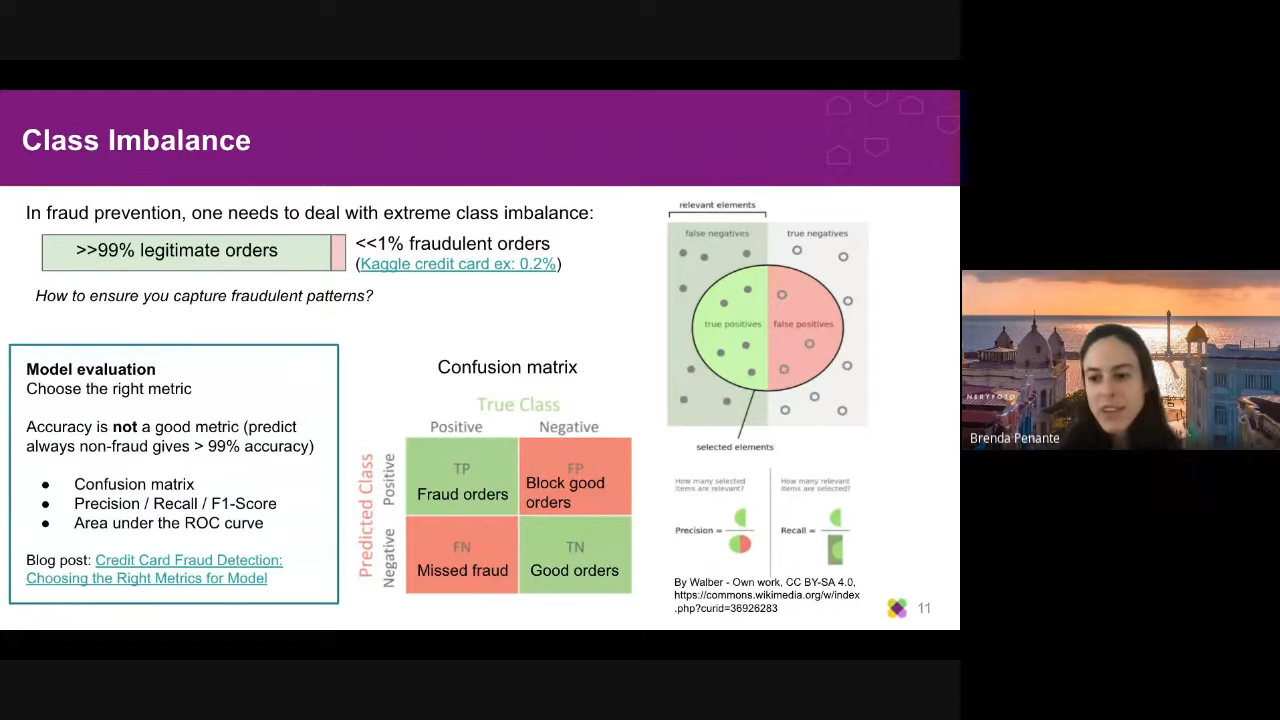 Class Imbalance
In fraud prevention, one needs to deal with extreme class imbalance:
>>99% legitimate orders
<<1% fraudulent orders
(Kaggle credit card ex: 0.2%)
How to ensure you capture fraudulent patterns?
Model evaluation
Choose the right metric
Accuracy is not a good metric (predict
always non-fraud gives > 99% accuracy)
● Confusion matrix
● Precision / Recall / F1-Score
● Area under the ROC curve
Blog post: Credit Card Fraud Detection:
Choosing the Right Metrics for Model
Confusion matrix
True Class
Positive
Negative
Predicted Class
Positive
Negative
TP
Fraud orders
FP
Block good
orders
FN
Missed fraud
TN
Good orders
relevant elements
false negatives
true negatives
true positives
false positives
selected elements
How many selected
items are relevant?
How many relevant
items are selected?
Precision =
Recall =
By Walber - Own work, CC BY-SA 4.0,
https://commons.wikimedia.org/w/index
.php?curid=36926283
11
NERYFOTO
Brenda Penante